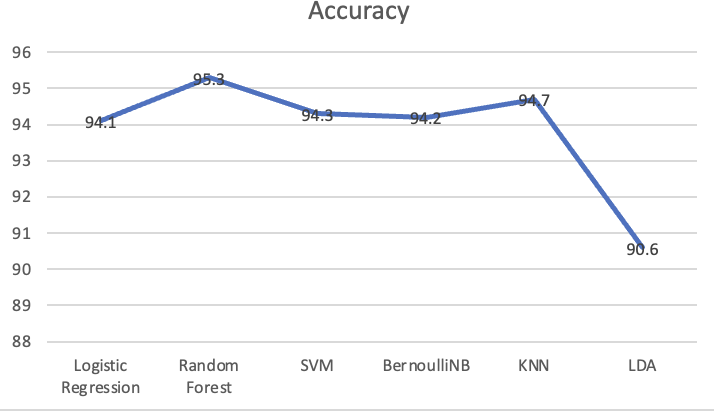 Accuracy
96
95
94
93
92
91
90
89
88
94.1
95.3
94.3
94.2
94.7
90.6
Logistic
Regression
Random
Forest
SVM
BernoulliNB
KNN
LDA